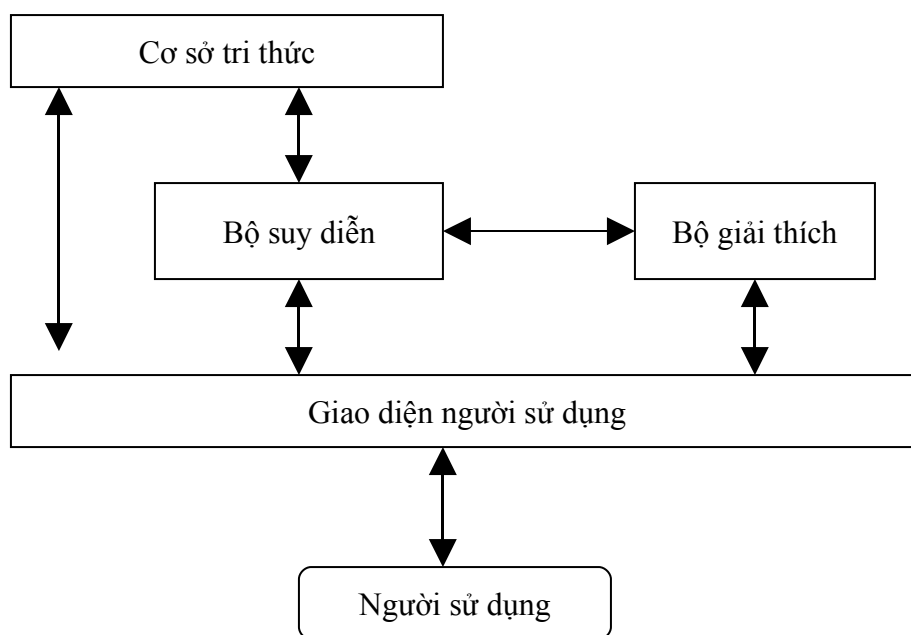 Cơ sở tri thức
Bộ suy diễn
Bộ giải thích
Giao diện người sử dụng
Người sử dụng